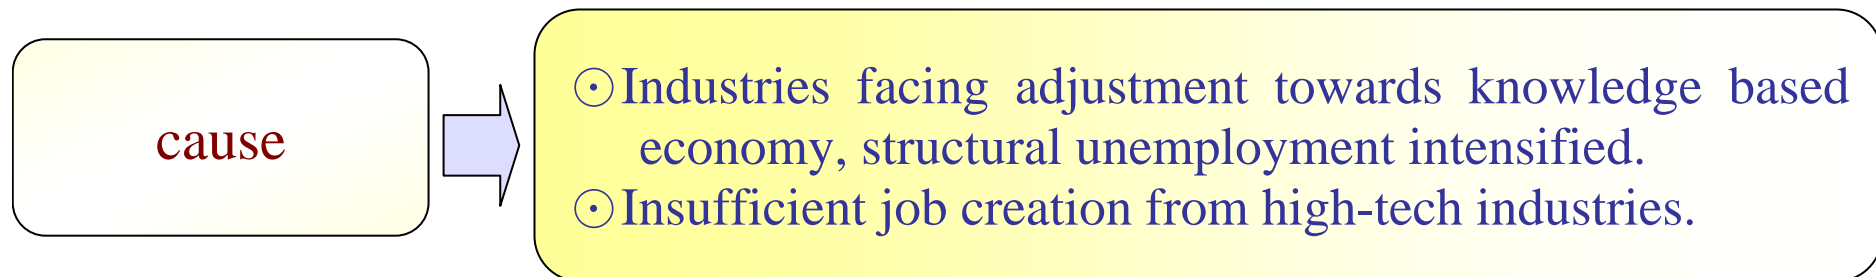 cause
⊙Industries facing adjustment towards knowledge based
economy, structural unemployment intensified.
⊙Insufficient job creation from high-tech industries.